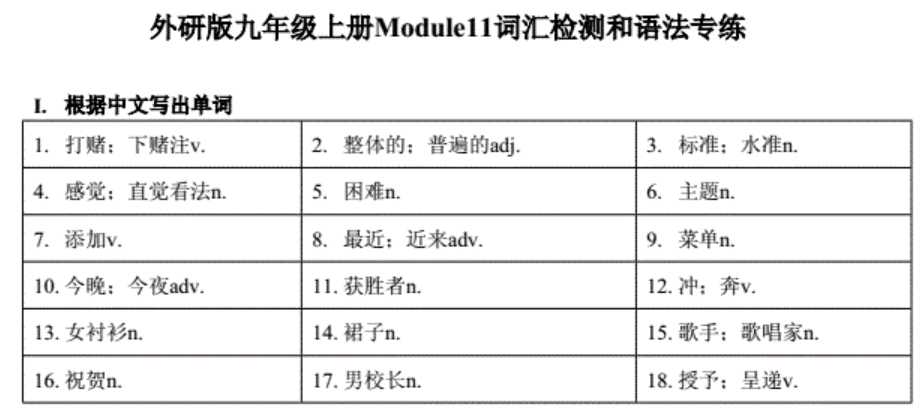 外研版九年级上册Module11词汇检测和语法专练
I. 根据中文写出单词
1. 打赌；下赌注v. 2. 整体的；普遍的adj. 3. 标准；水准n.
4. 感觉；直觉看法n. 5. 困难n. 6. 主题n.
7. 添加v. 8. 最近；近来adv. 9. 菜单n.
10. 今晚；今夜adv. 11. 获胜者n. 12. 冲；奔v.
13. 女衬衫n. 14. 裙子n. 15. 歌手；歌唱家n.
16. 祝贺n. 17. 男校长n. 18. 授予；呈递v.